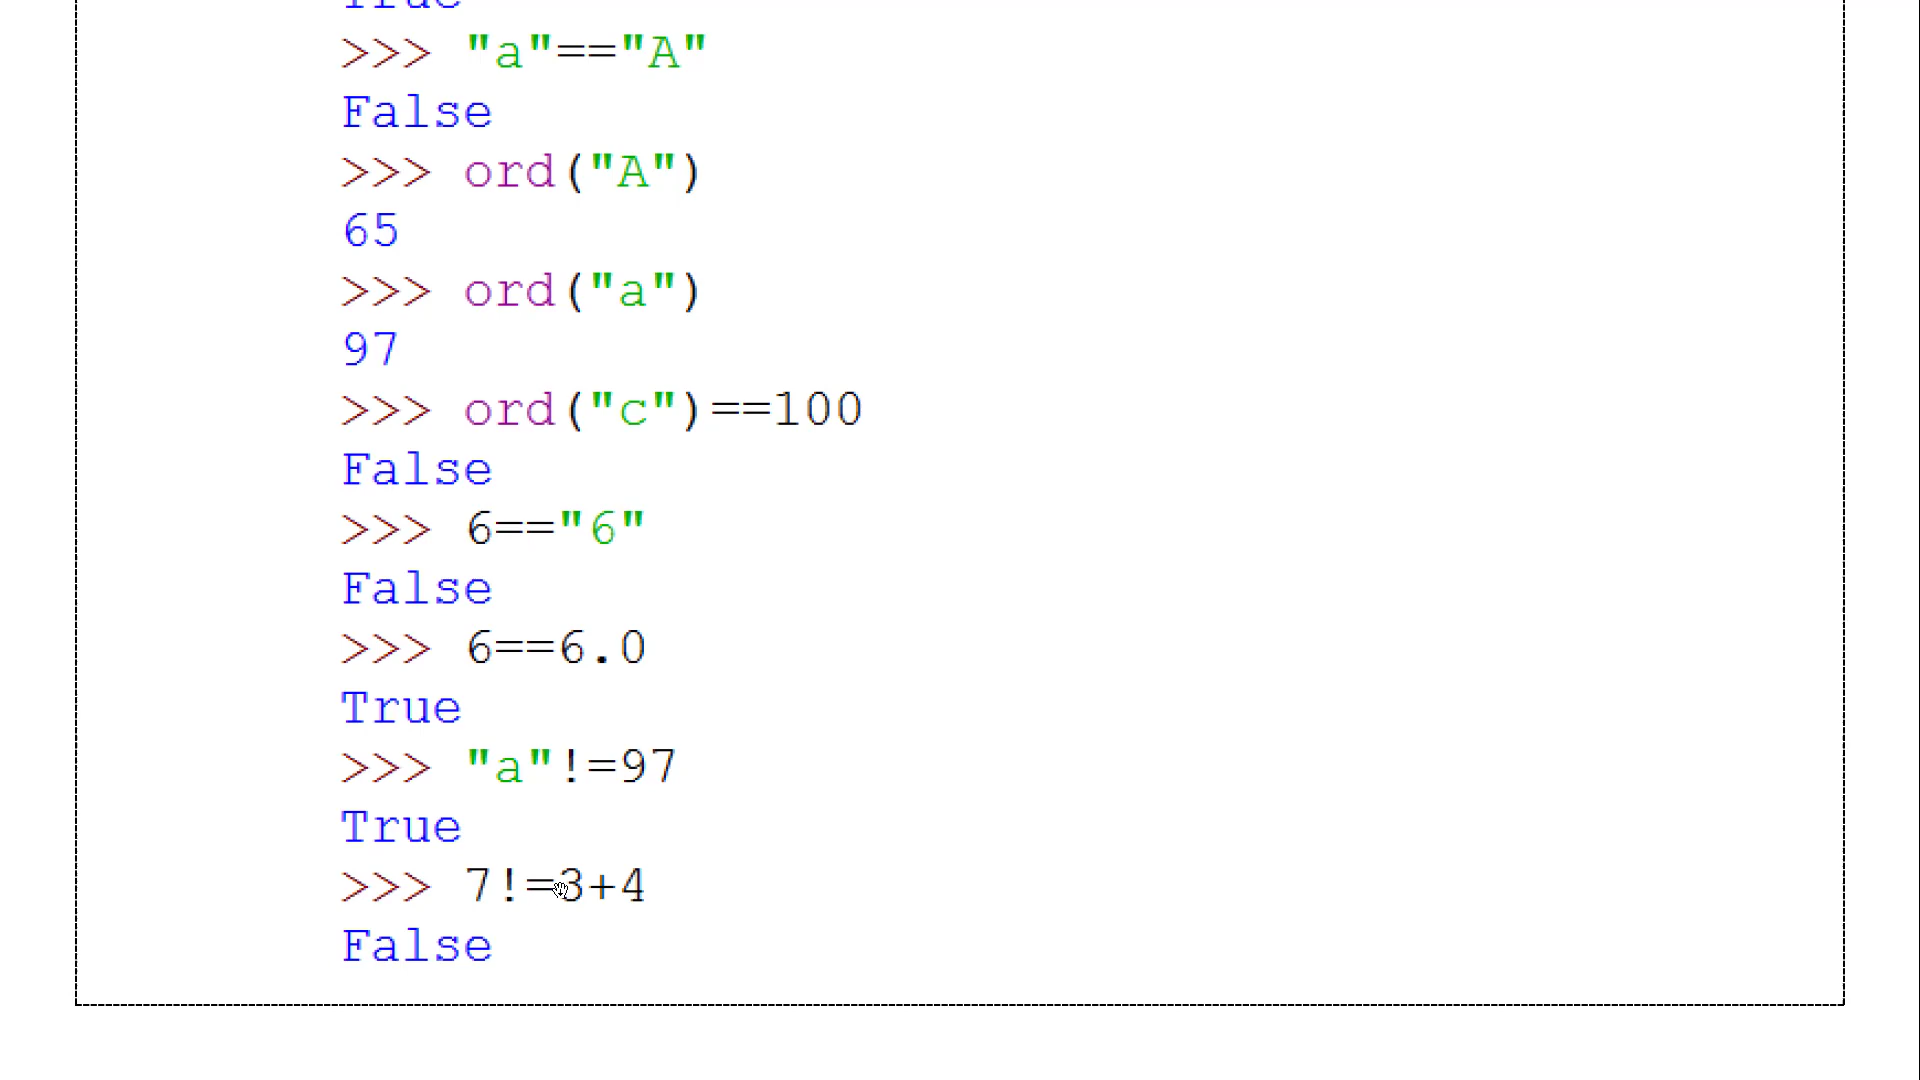 True
>>> "a"=="A"
False
>>> ord("A")
65
>>> ord("a")
97
>>> ord("c")==100
False
>>> 6=="6"
False
>>> 6==6.0
True
>>> "a"!=97
True
>>> 7!=3+4
False